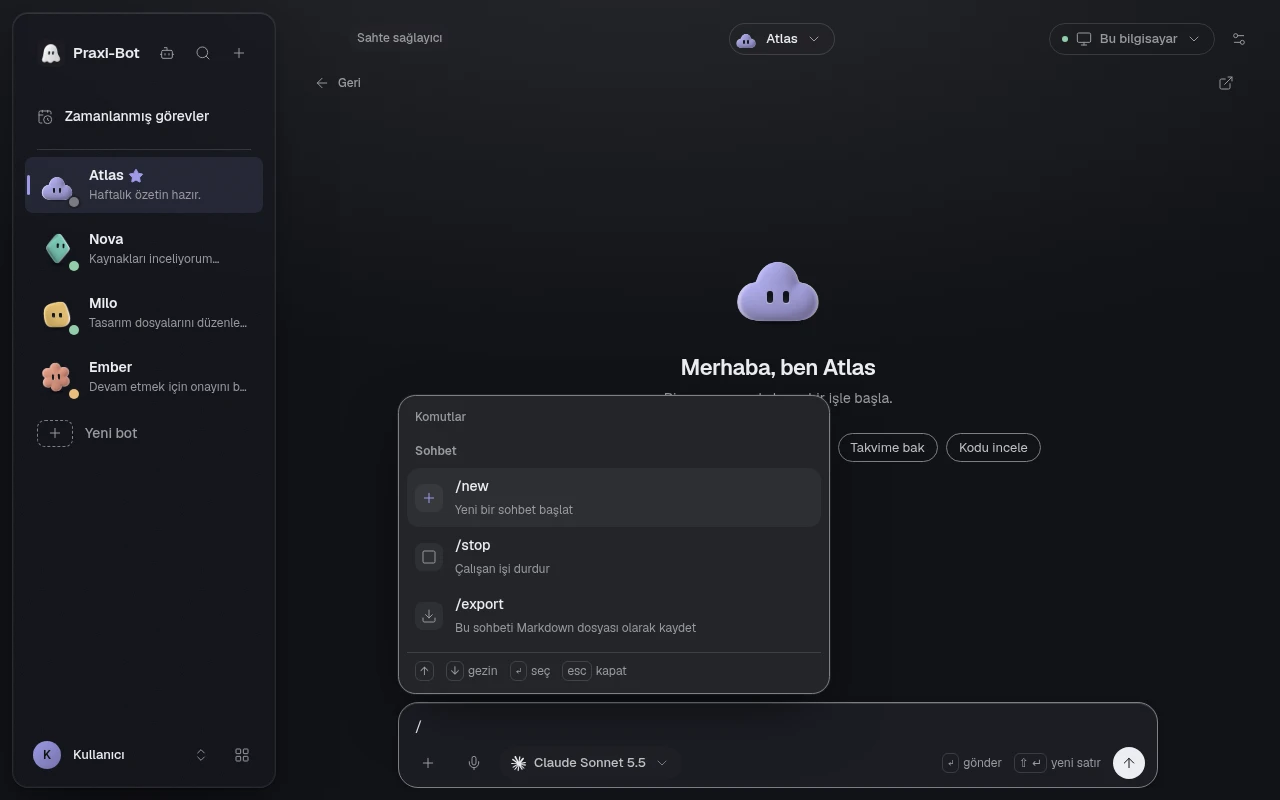 Praxi-Bot
Zamanlanmış görevler
Atlas
Haftalık özetin hazır.
Nova
Kaynakları inceliyorum…
Milo
Tasarım dosyalarını düzenle…
Ember
Devam etmek için onayını b…
Yeni bot
K
Kullanıcı
Sahte sağlayıcı
Atlas
Bu bilgisayar
Geri
Merhaba, ben Atlas
işle başla.
Takvime bak
Kodu incele
Komutlar
Sohbet
/new
Yeni bir sohbet başlat
/stop
Çalışan işi durdur
/export
Bu sohbeti Markdown dosyası olarak kaydet
gezin
seç
esc kapat
/
Claude Sonnet 5.5
gönder
yeni satır